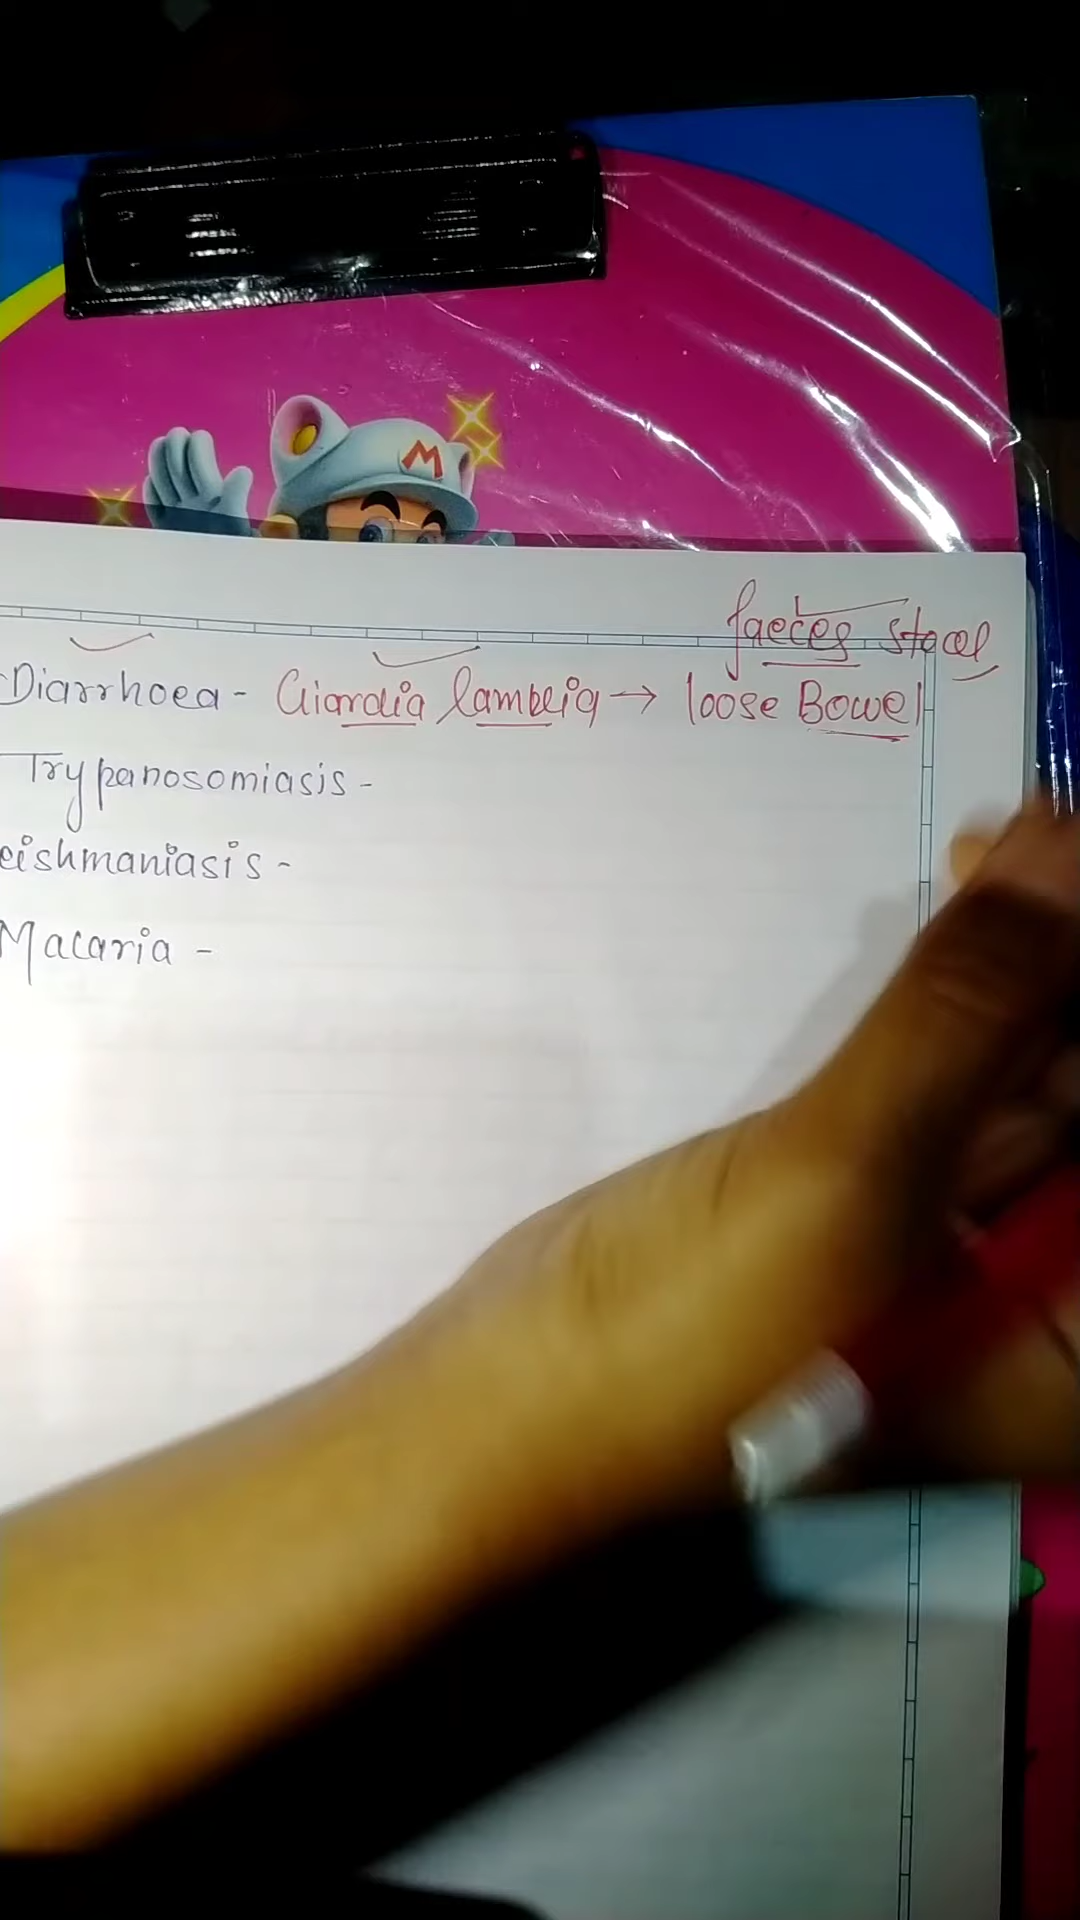 M
faeces stool
Diarrhoea - Giardia lamblia → loose Bowel
Trypanosomiasis -
eishmaniasis -
Malaria -